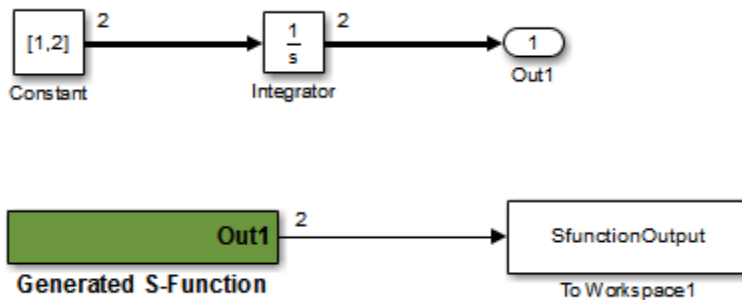 2
2
[1,2]
1
s
1
Constant
Integrator
Out1
Out1
2
SfunctionOutput
Generated S-Function
To Workspace1